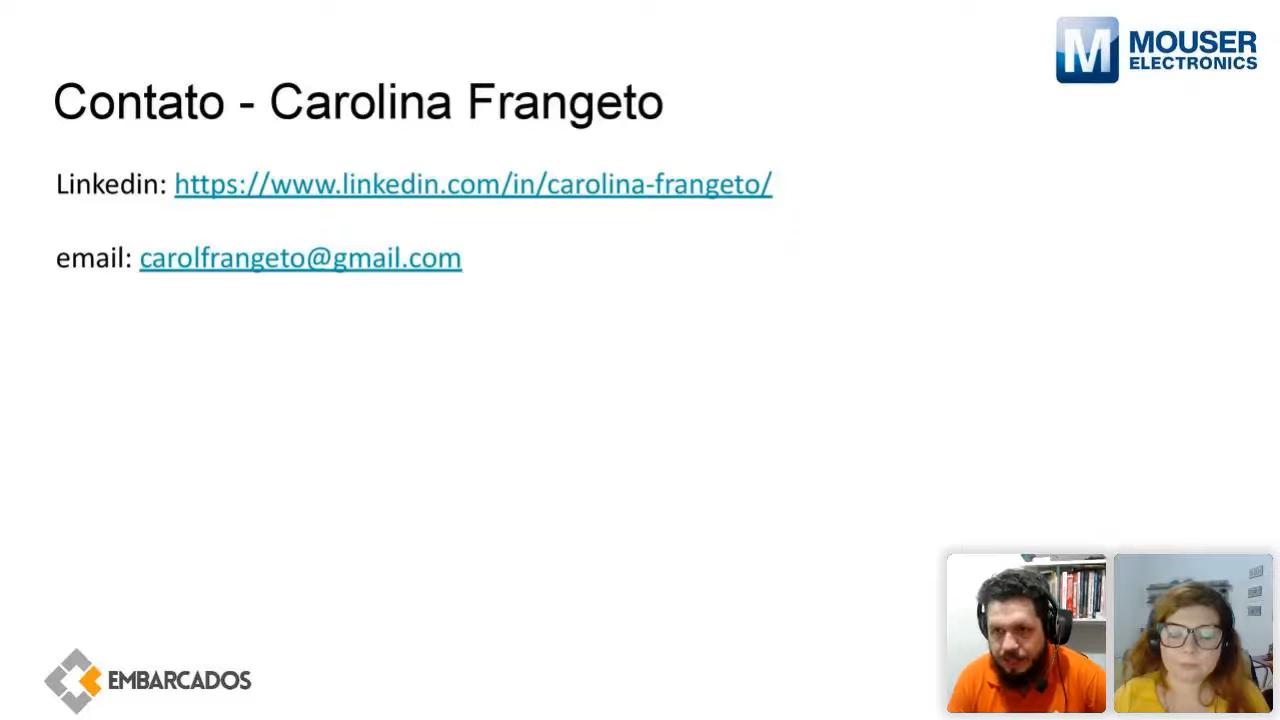 M MOUSER
ELECTRONICS
Contato - Carolina Frangeto
Linkedin: https://www.linkedin.com/in/carolina-frangeto/
email: carolfrangeto@gmail.com
EMBARCADOS